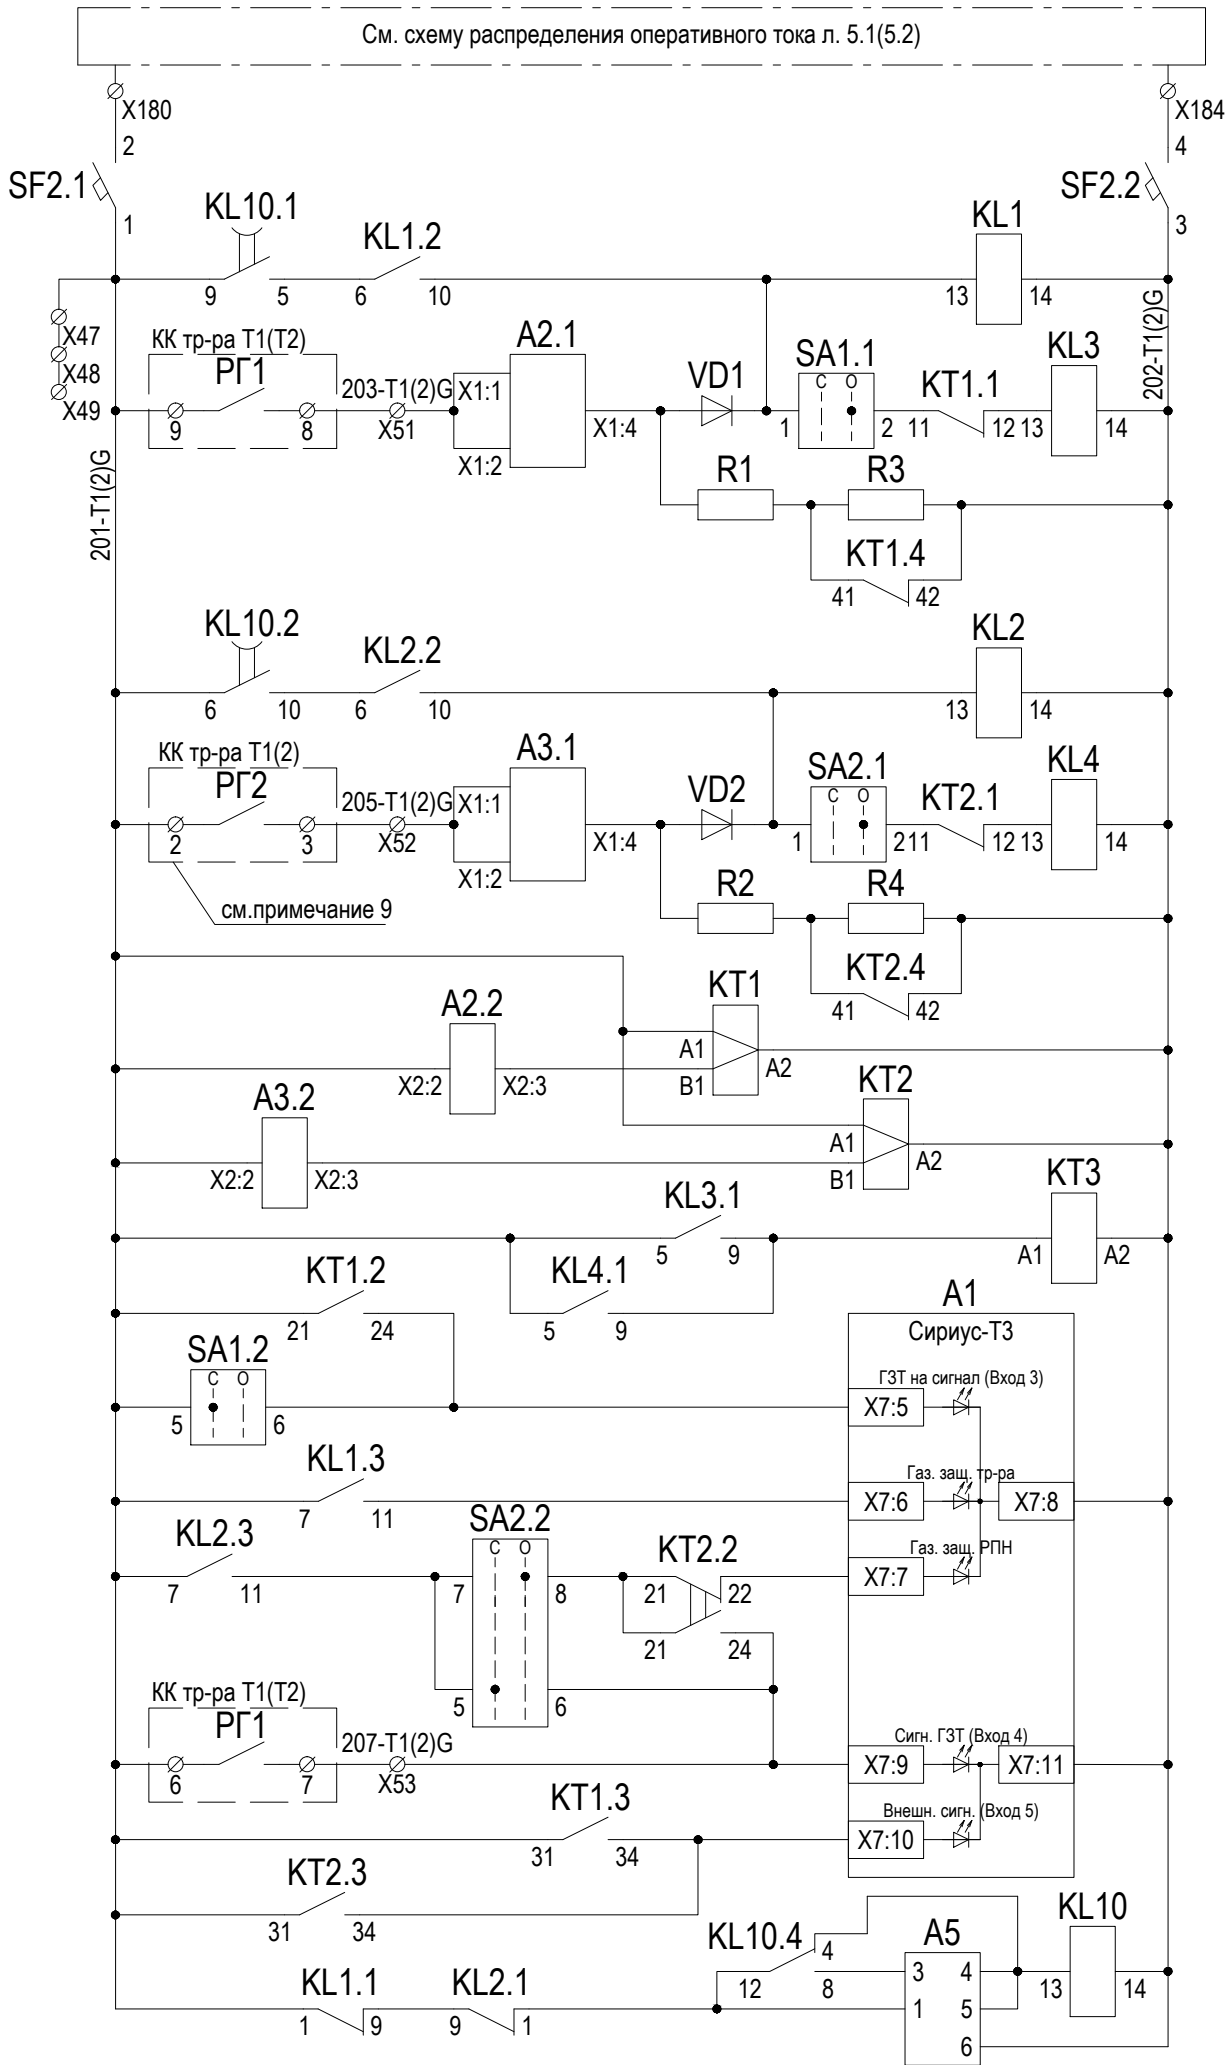 См. схему распределения оперативного тока л. 5.1(5.2)
X180
X184
2
4
SF2.1
SF2.2
1
3
KL10.1
KL1.2
KL1
9
5
6
10
13
14
X47
X48
X49
КК тр-ра Т1(Т2)
РГ1
9
8
203-Т1(2)G
X51
A2.1
X1:1
X1:2
X1:4
VD1
SA1.1
С О
1
2
KT1.1
11
12
KL3
13
14
202-Т1(2)G
201-Т1(2)G
R1
R3
KT1.4
41
42
KL10.2
KL2.2
KL2
6
10
6
10
13
14
КК тр-ра Т1(2)
РГ2
2
3
205-Т1(2)G
X52
A3.1
X1:1
X1:2
X1:4
VD2
SA2.1
С О
1
2
KT2.1
11
12
KL4
13
14
см.примечание 9
R2
R4
KT2.4
41
42
A2.2
X2:2
X2:3
KT1
A1
B1
A2
A3.2
X2:2
X2:3
KT2
A1
B1
A2
KL3.1
5
9
KT3
A1
A2
KT1.2
21
24
KL4.1
5
9
A1
Сириус-Т3
SA1.2
С О
5
6
ГЗТ на сигнал (Вход 3)
X7:5
KL1.3
7
11
Газ. защ. тр-ра
X7:6
X7:8
KL2.3
7
11
SA2.2
С О
7
8
5
6
KT2.2
21
22
21
24
Газ. защ. РПН
X7:7
КК тр-ра Т1(Т2)
РГ1
6
7
207-Т1(2)G
X53
Сигн. ГЗТ (Вход 4)
X7:9
X7:11
KT1.3
31
34
Внешн. сигн. (Вход 5)
X7:10
KT2.3
31
34
KL10.4
4
12
8
A5
3
4
1
5
6
KL10
13
14
KL1.1
1
9
KL2.1
9
1